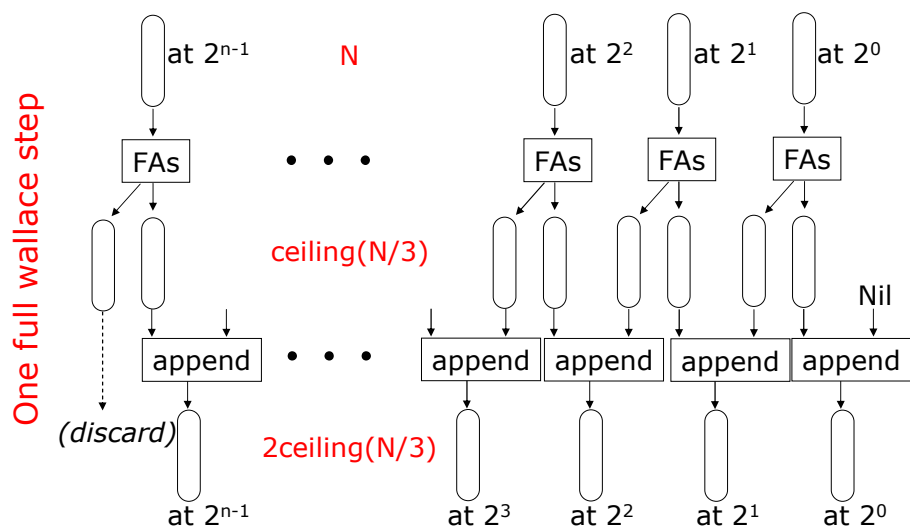 One full wallace step
at 2ⁿ⁻¹
N
at 2²
at 2¹
at 2⁰
FAs
• • •
FAs
FAs
FAs
ceiling(N/3)
Nil
append
• • •
append
append
append
append
(discard)
2ceiling(N/3)
at 2ⁿ⁻¹
at 2³
at 2²
at 2¹
at 2⁰